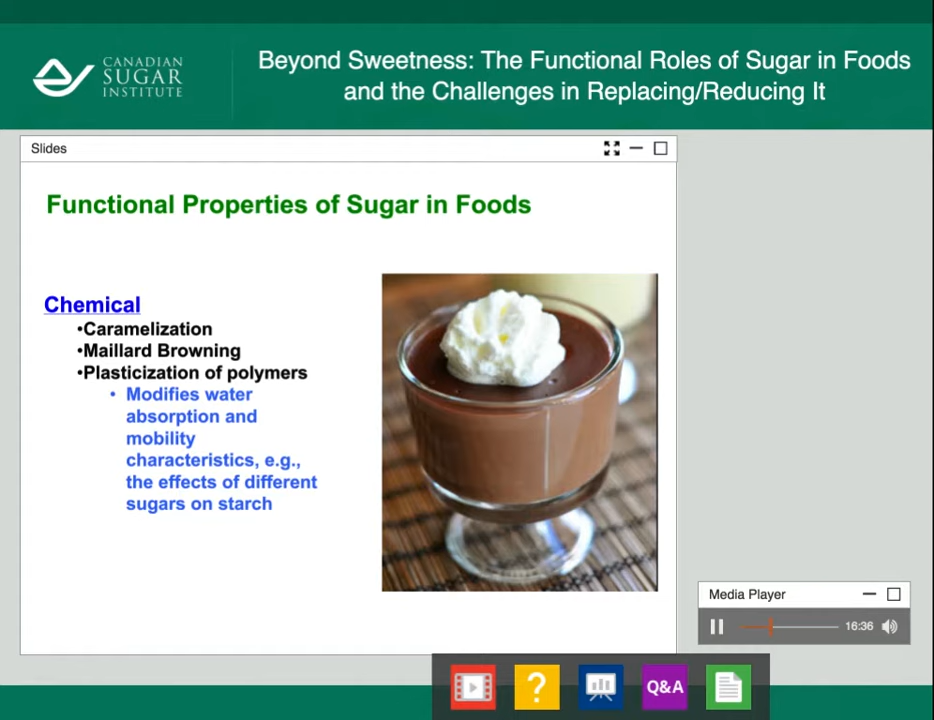 CANADIAN
SUGAR
INSTITUTE
Beyond Sweetness: The Functional Roles of Sugar in Foods
and the Challenges in Replacing/Reducing It
Slides
Functional Properties of Sugar in Foods
Chemical
•Caramelization
•Maillard Browning
•Plasticization of polymers
• Modifies water
absorption and
mobility
characteristics, e.g.,
the effects of different
sugars on starch
Media Player
16:36
?
Q&A